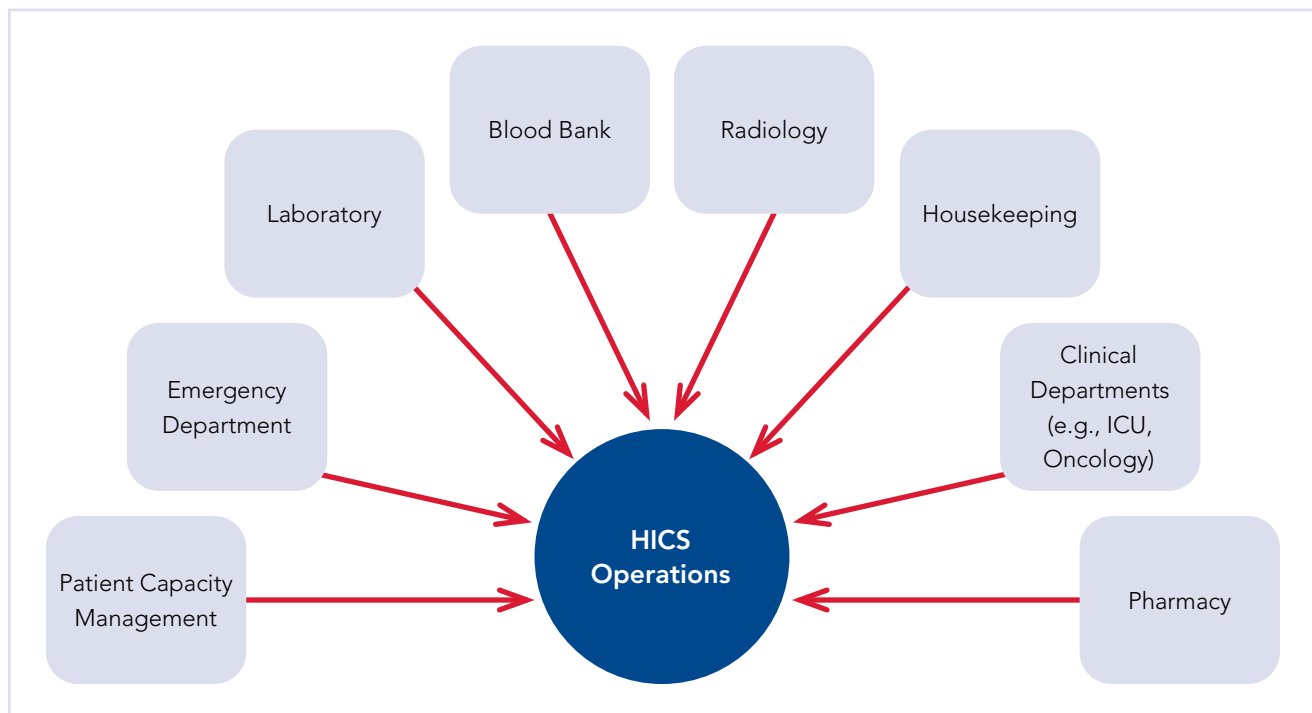 Blood Bank
Radiology
Laboratory
Housekeeping
Emergency
Department
Clinical
Departments
(e.g., ICU,
Oncology)
HICS
Operations
Patient Capacity
Management
Pharmacy